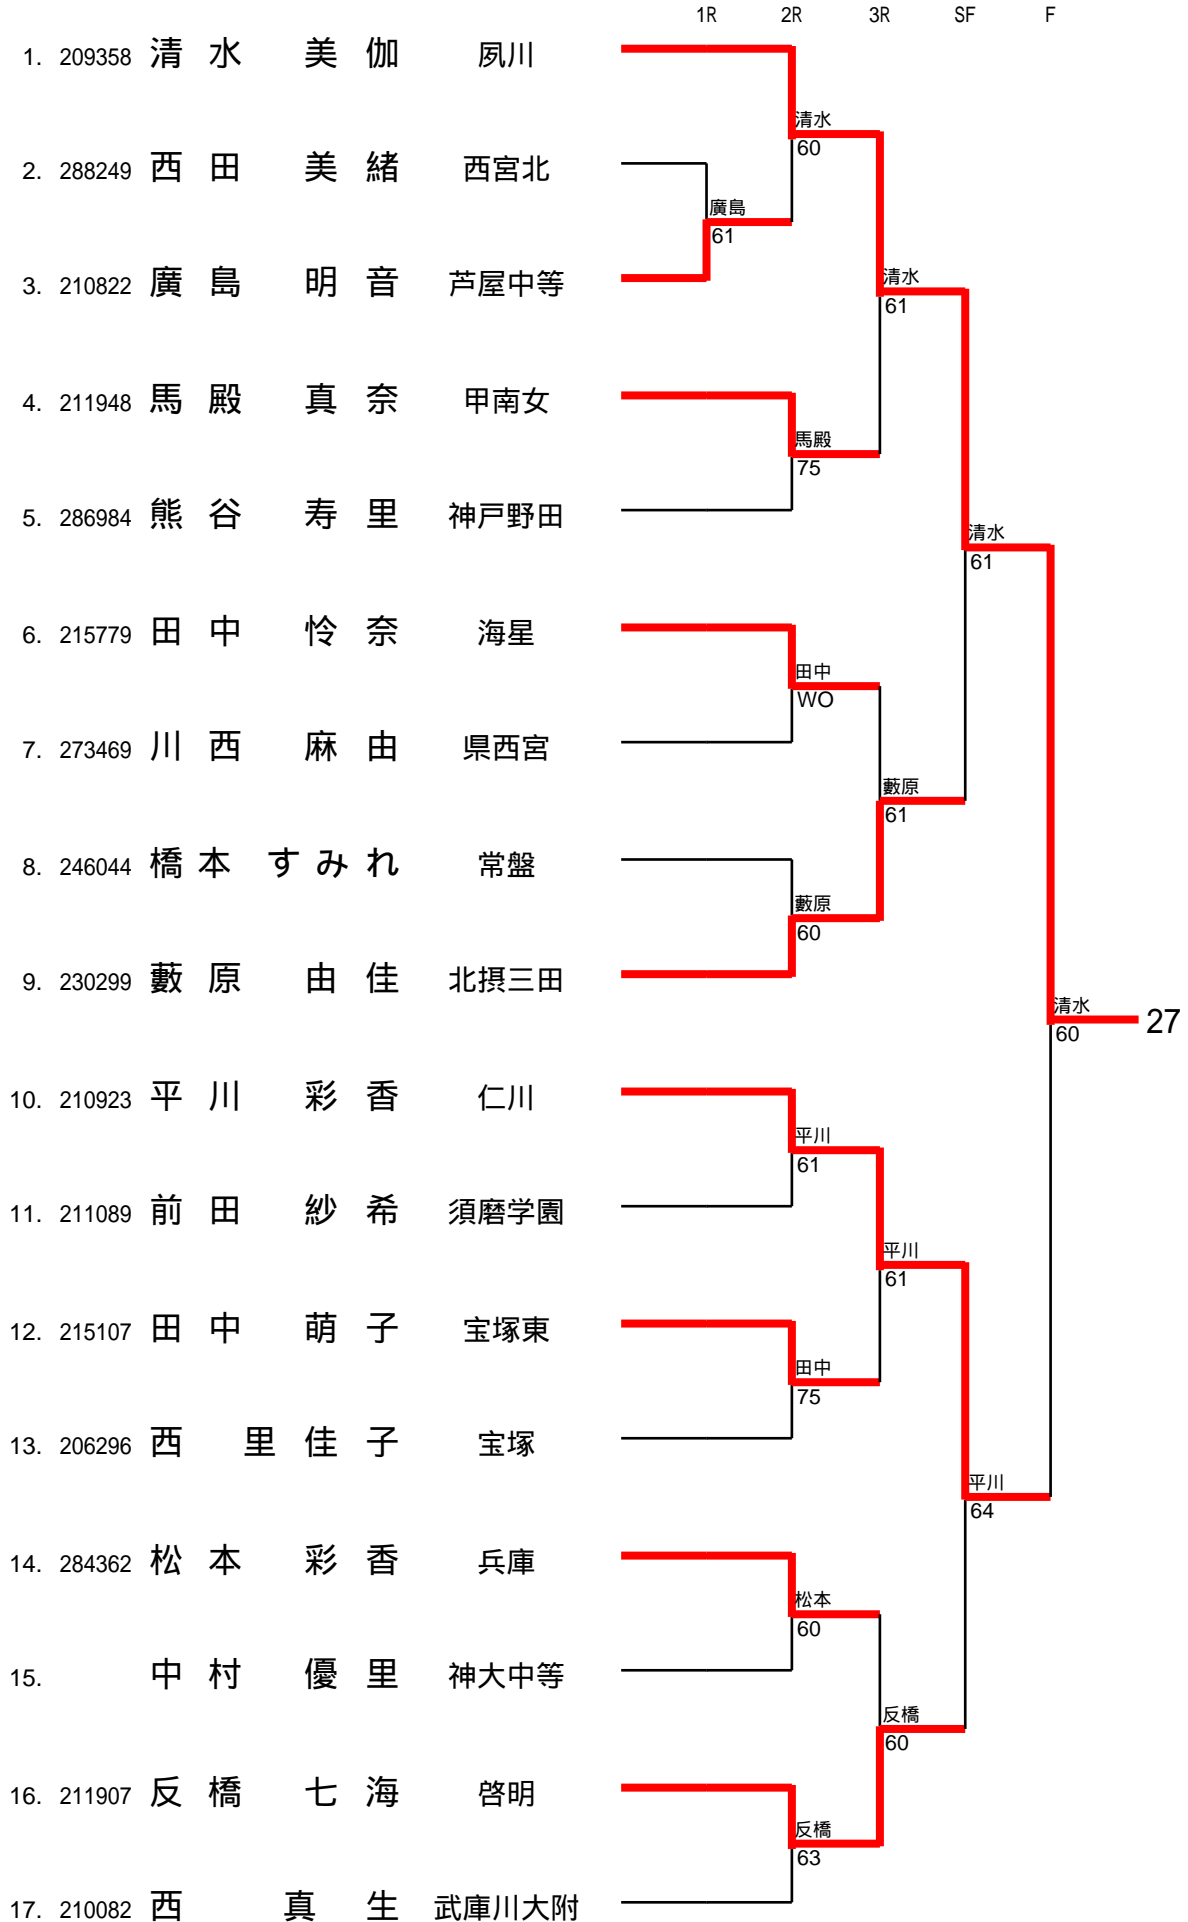 1R 2R 3R SF F
1. 209358 清水 美伽 夙川
清水
60
2. 288249 西田 美緒 西宮北
廣島
61
3. 210822 廣島 明音 芦屋中等
清水
61
4. 211948 馬殿 真奈 甲南女
馬殿
75
5. 286984 熊谷 寿里 神戸野田
清水
61
6. 215779 田中 怜奈 海星
田中
WO
7. 273469 川西 麻由 県西宮
藪原
61
8. 246044 橋本 すみれ 常盤
藪原
60
9. 230299 藪原 由佳 北摂三田
清水
60 27
10. 210923 平川 彩香 仁川
平川
61
11. 211089 前田 紗希 須磨学園
平川
61
12. 215107 田中 萌子 宝塚東
田中
75
13. 206296 西 里佳子 宝塚
平川
64
14. 284362 松本 彩香 兵庫
松本
60
15. 中村 優里 神大中等
反橋
60
16. 211907 反橋 七海 啓明
反橋
63
17. 210082 西 真生 武庫川大附